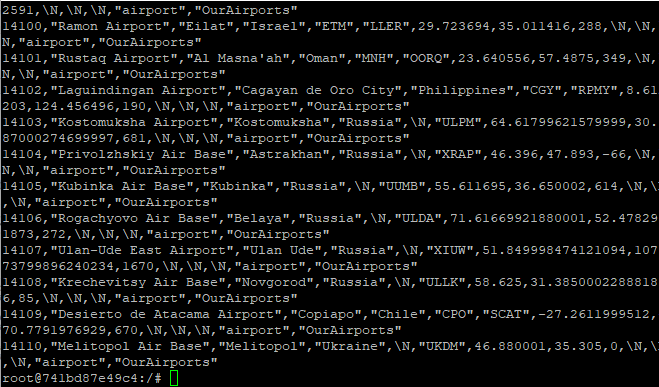 2591,\N,\N,\N,"airport","OurAirports"
14100,"Ramon Airport","Eilat","Israel","ETM","LLER",29.723694,35.011416,288,\N,\N,\
N,"airport","OurAirports"
14101,"Rustaq Airport","Al Masna'ah","Oman","MNH","OORQ",23.640556,57.4875,349,\N,\
N,\N,"airport","OurAirports"
14102,"Laguindingan Airport","Cagayan de Oro City","Philippines","CGY","RPMY",8.61
203,124.456496,190,\N,\N,\N,"airport","OurAirports"
14103,"Kostomuksha Airport","Kostomuksha","Russia",\N,"ULPM",64.61799621579999,30.
87000274699997,681,\N,\N,\N,"airport","OurAirports"
14104,"Privolzhskiy Air Base","Astrakhan","Russia",\N,"XRAP",46.396,47.893,-66,\N,
\N,\N,"airport","OurAirports"
14105,"Kubinka Air Base","Kubinka","Russia",\N,"UUMB",55.611695,36.650002,614,\N,\
,\N,"airport","OurAirports"
14106,"Rogachyovo Air Base","Belaya","Russia",\N,"ULDA",71.61669921880001,52.47829
1873,272,\N,\N,\N,"airport","OurAirports"
14107,"Ulan-Ude East Airport","Ulan Ude","Russia",\N,"XIUW",51.849998474121094,107
73799896240234,1670,\N,\N,\N,"airport","OurAirports"
14108,"Krechevitsy Air Base","Novgorod","Russia",\N,"ULLK",58.625,31.3850002288818
6,85,\N,\N,\N,"airport","OurAirports"
14109,"Desierto de Atacama Airport","Copiapo","Chile","CPO","SCAT",-27.2611999512,
70.7791976929,670,\N,\N,\N,"airport","OurAirports"
14110,"Melitopol Air Base","Melitopol","Ukraine",\N,"UKDM",46.880001,35.305,0,\N,\
,\N,"airport","OurAirports"
root@741bd87e49c4:/#